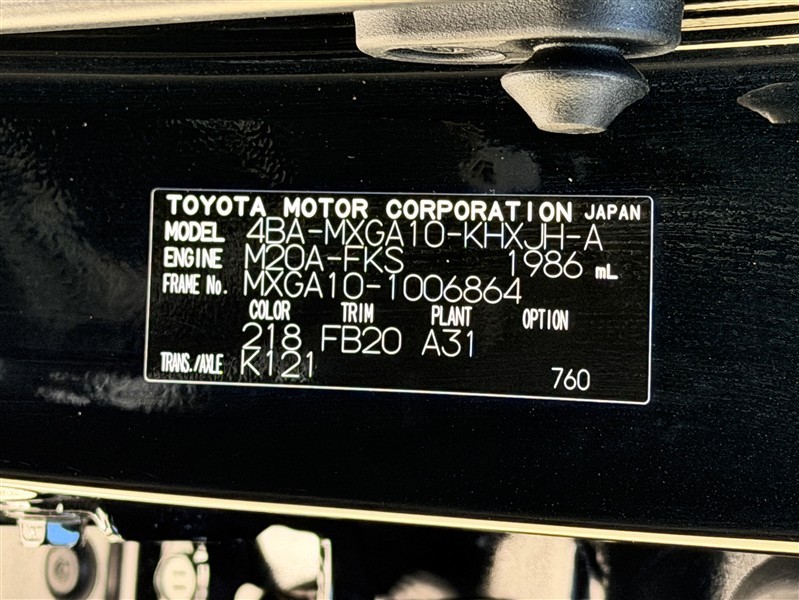 TOYOTA MOTOR CORPORATION JAPAN
MODEL 4BA-MXGA10-KHXJH-A
ENGINE M20A-FKS 1986 mL
FRAME No. MXGA10-1006864
COLOR TRIM PLANT OPTION
218 FB20 A31
TRANS./AXLE K121
760